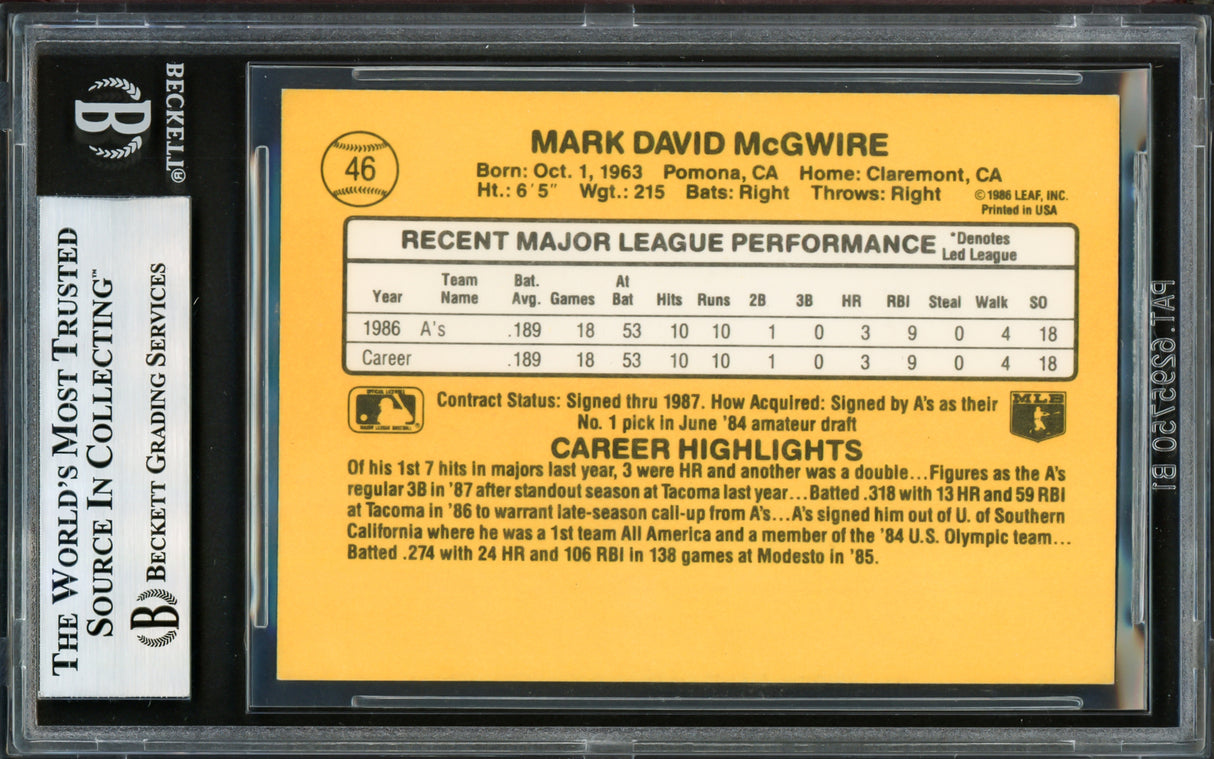 BECKETT®
B
THE WORLD'S MOST TRUSTED
SOURCE IN COLLECTING™
B BECKETT GRADING SERVICES
46
MARK DAVID McGWIRE
Born: Oct. 1, 1963 Pomona, CA Home: Claremont, CA
Ht.: 6'5" Wgt.: 215 Bats: Right Throws: Right
©1986 LEAF, INC.
Printed in USA
RECENT MAJOR LEAGUE PERFORMANCE *Denotes
Led League
Year Team Name Bat. Avg. Games At Bat Hits Runs 2B 3B HR RBI Steal Walk SO
1986 A's .189 18 53 10 10 1 0 3 9 0 4 18
Career .189 18 53 10 10 1 0 3 9 0 4 18
Contract Status: Signed thru 1987. How Acquired: Signed by A's as their
No. 1 pick in June '84 amateur draft
MLB
CAREER HIGHLIGHTS
Of his 1st 7 hits in majors last year, 3 were HR and another was a double...Figures as the A's
regular 3B in '87 after standout season at Tacoma last year...Batted .318 with 13 HR and 59 RBI
at Tacoma in '86 to warrant late-season call-up from A's...A's signed him out of U. of Southern
California where he was a 1st team All America and a member of the '84 U.S. Olympic team...
Batted .274 with 24 HR and 106 RBI in 138 games at Modesto in '85.
PAT. 6295750 B1